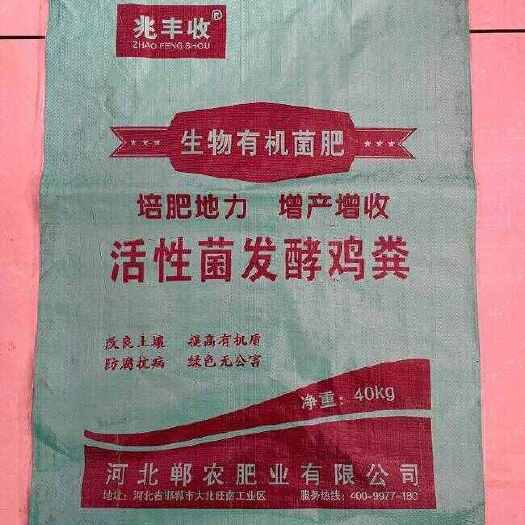 兆丰收®
ZHAO FENG SHOU
生物有机菌肥
培肥地力 增产增收
活性菌发酵鸡粪
改良土壤 提高有机质
防腐抗病 绿色无公害
净重：40kg
河北郸农肥业有限公司
地址：河北省邯郸市大北旺南工业区 服务热线：400-9977-180